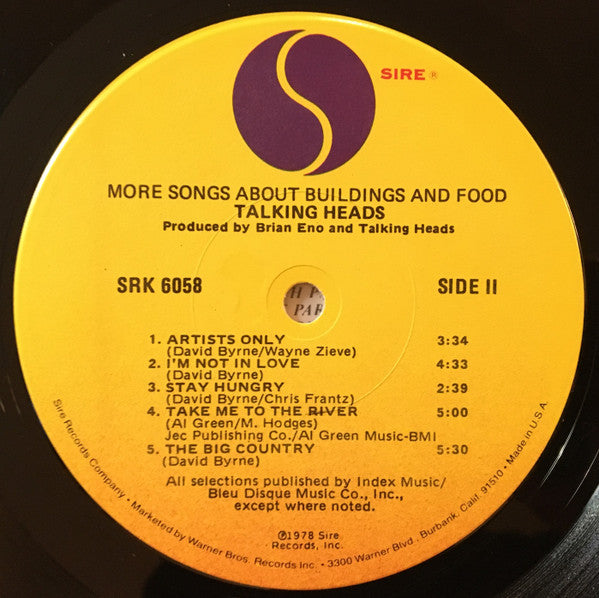 SIRE ®
MORE SONGS ABOUT BUILDINGS AND FOOD
TALKING HEADS
Produced by Brian Eno and Talking Heads
SRK 6058
SIDE II
H P
E PAR
1. ARTISTS ONLY 3:34
(David Byrne/Wayne Zieve)
2. I'M NOT IN LOVE 4:33
(David Byrne)
3. STAY HUNGRY 2:39
(David Byrne/Chris Frantz)
4. TAKE ME TO THE RIVER 5:00
(Al Green/M. Hodges)
Jec Publishing Co./Al Green Music-BMI
5. THE BIG COUNTRY 5:30
(David Byrne)
All selections published by Index Music/
Bleu Disque Music Co., Inc.,
except where noted.
℗1978 Sire
Records, Inc.
Sire Records Company • Marketed by Warner Bros. Records Inc. • 3300 Warner Blvd • Burbank, Calif. 91510 • Made in U.S.A.